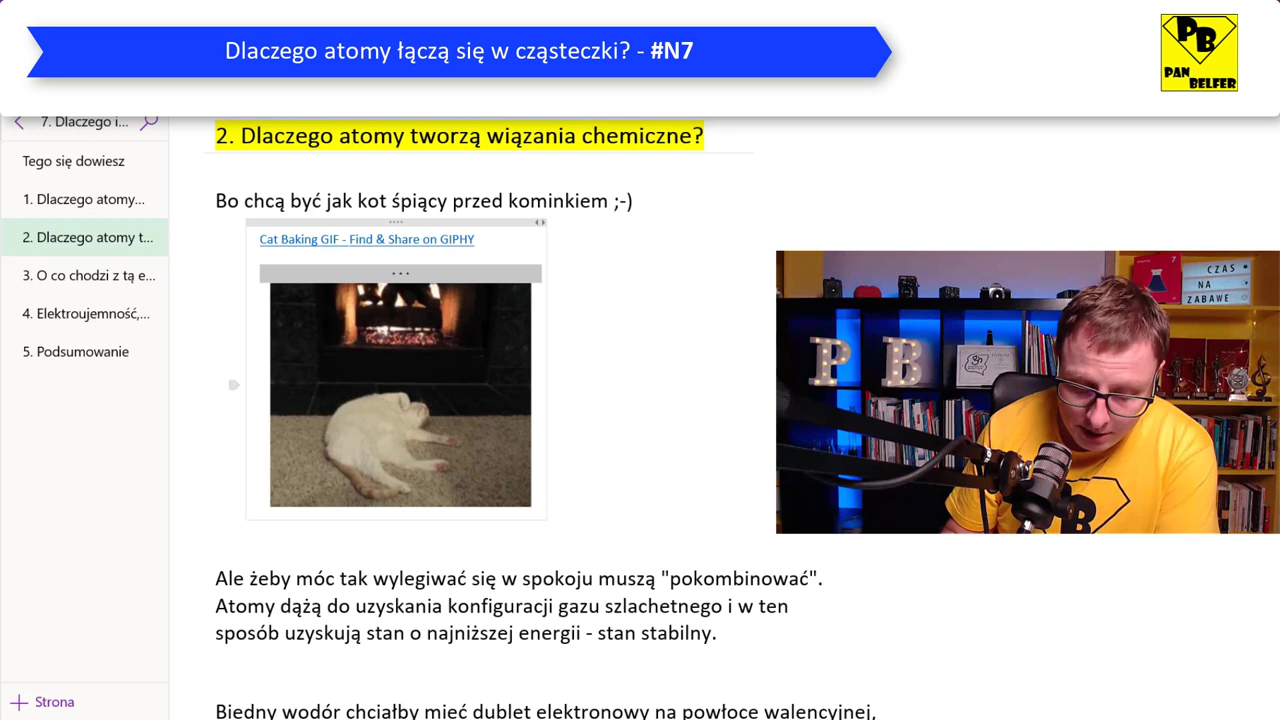 Dlaczego atomy łączą się w cząsteczki? - #N7
PB
PAN
BELFER
7. Dlaczego i...
Tego się dowiesz
1. Dlaczego atomy...
2. Dlaczego atomy t...
3. O co chodzi z tą e...
4. Elektroujemność,...
5. Podsumowanie
Strona
2. Dlaczego atomy tworzą wiązania chemiczne?
Bo chcą być jak kot śpiący przed kominkiem ;-)
Cat Baking GIF - Find & Share on GIPHY
CZAS
NA
ZABAWE
P B
B
Ale żeby móc tak wylegiwać się w spokoju muszą "pokombinować".
Atomy dążą do uzyskania konfiguracji gazu szlachetnego i w ten
sposób uzyskują stan o najniższej energii - stan stabilny.
Biedny wodór chciałby mieć dublet elektronowy na powłoce walencyjnej,